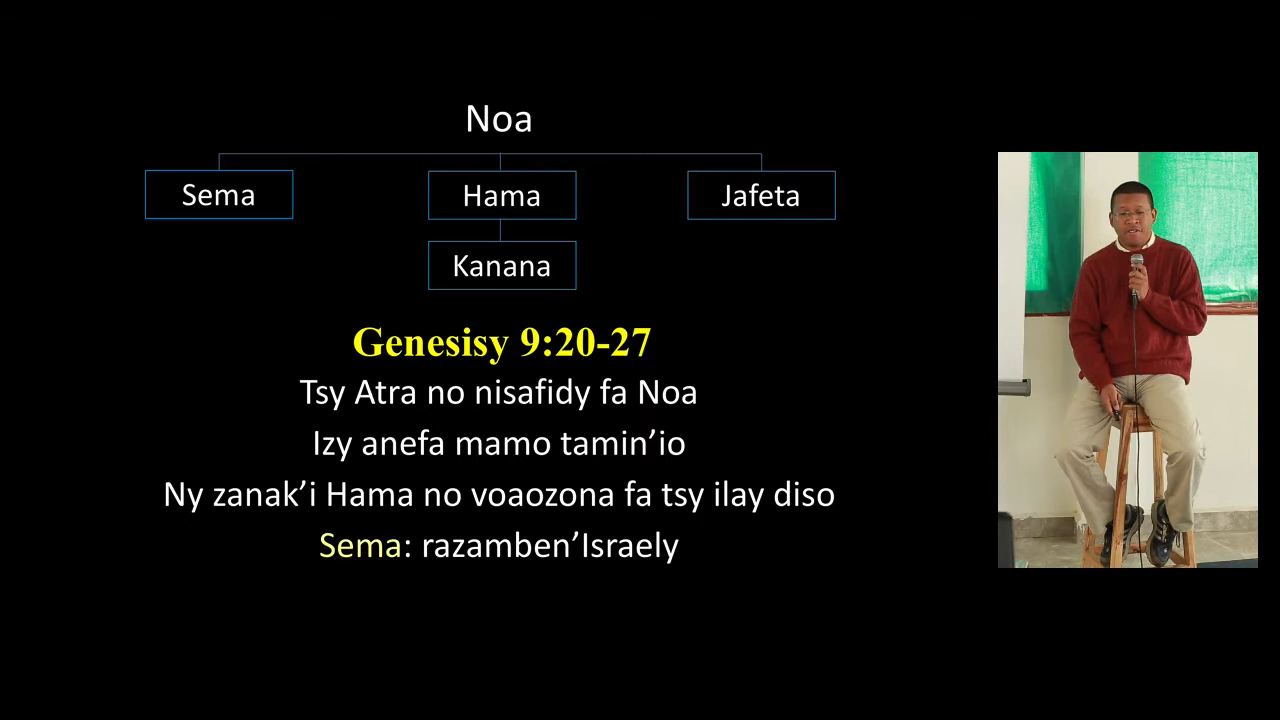 Noa
Sema
Hama
Jafeta
Kanana
Genesisy 9:20-27
Tsy Atra no nisafidy fa Noa
Izy anefa mamo tamin’io
Ny zanak’i Hama no voaozona fa tsy ilay diso
Sema: razamben’Israely